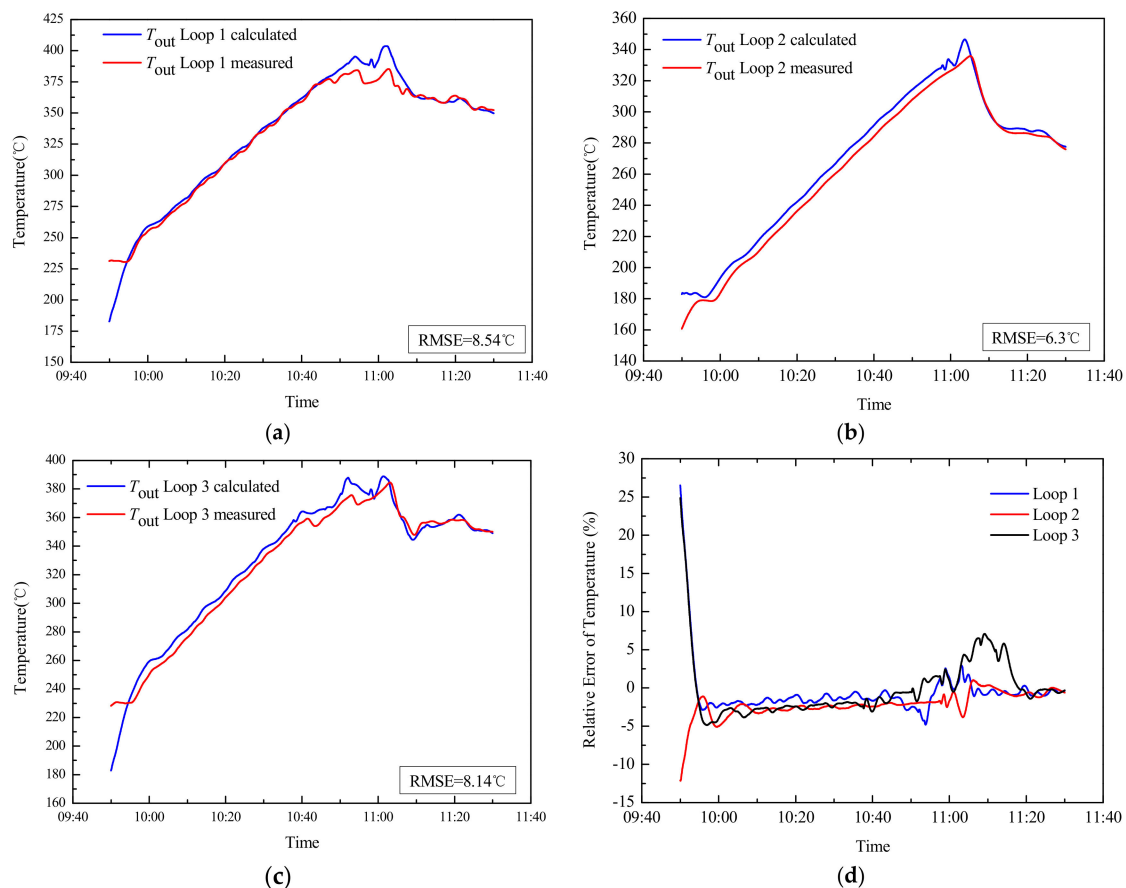 425
400
375
350
325
300
275
250
225
200
175
150
Temperature(℃)
Tout Loop 1 calculated
Tout Loop 1 measured
RMSE=8.54℃
09:40 10:00 10:20 10:40 11:00 11:20 11:40
Time
(a)
360
340
320
300
280
260
240
220
200
180
160
140
Temperature(℃)
Tout Loop 2 calculated
Tout Loop 2 measured
RMSE=6.3℃
09:40 10:00 10:20 10:40 11:00 11:20 11:40
Time
(b)
400
380
360
340
320
300
280
260
240
220
200
180
160
Temperature(℃)
Tout Loop 3 calculated
Tout Loop 3 measured
RMSE=8.14℃
09:40 10:00 10:20 10:40 11:00 11:20 11:40
Time
(c)
30
25
20
15
10
5
0
-5
-10
-15
Relative Error of Temperature (%)
Loop 1
Loop 2
Loop 3
09:40 10:00 10:20 10:40 11:00 11:20 11:40
Time
(d)